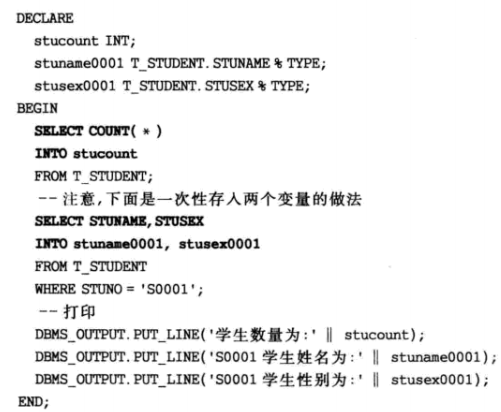 DECLARE
stucount INT;
stuname0001 T_STUDENT.STUNAME % TYPE;
stusex0001 T_STUDENT.STUSEX % TYPE;
BEGIN
SELECT COUNT( * )
INTO stucount
FROM T_STUDENT;
-- 注意,下面是一次性存人两个变量的做法
SELECT STUNAME,STUSEX
INTO stuname0001, stusex0001
FROM T_STUDENT
WHERE STUNO = 'S0001';
-- 打印
DBMS_OUTPUT.PUT_LINE('学生数量为:' || stucount);
DBMS_OUTPUT.PUT_LINE('S0001 学生姓名为:' || stuname0001);
DBMS_OUTPUT.PUT_LINE('S0001 学生性别为:' || stusex0001);
END;